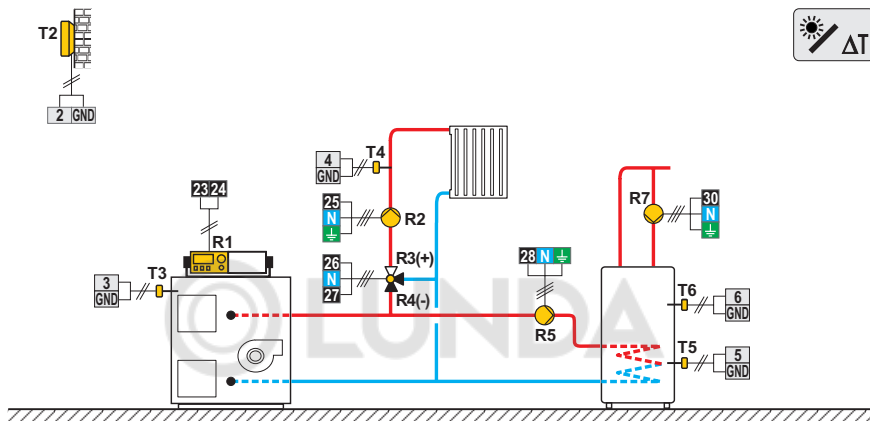 T2
ΔT
2 GND
4
GND
T4
23 24
R1
25
N
R2
R7
30
N
26
N
27
R3(+)
R4(-)
28 N
3
GND
T3
T6
6
GND
R5
T5
5
GND
LUNDA